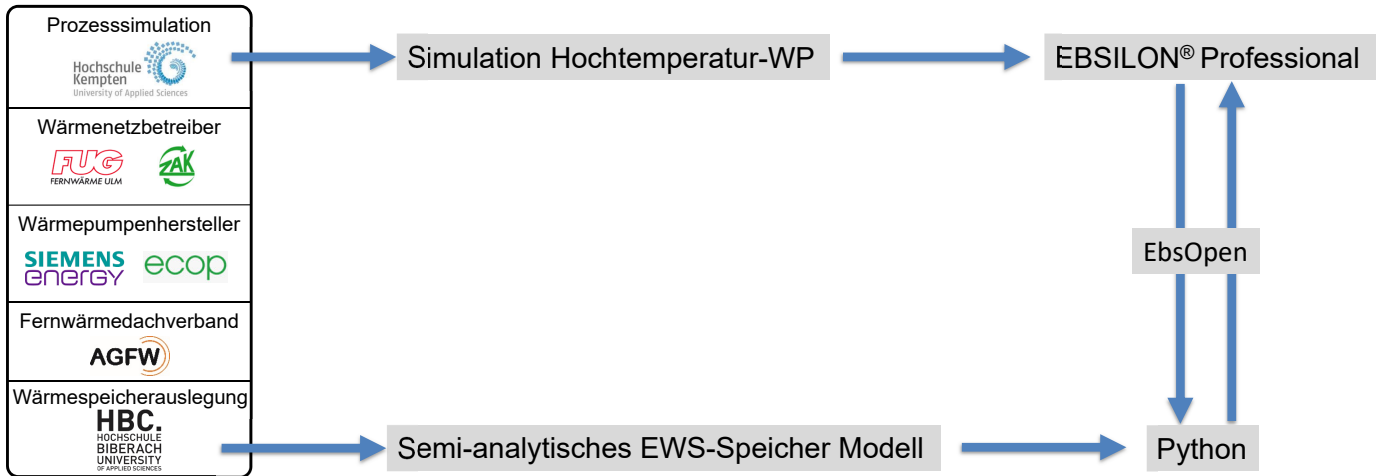 Prozesssimulation
Hochschule
Kempten
University of Applied Sciences
Simulation Hochtemperatur-WP
EBSILON® Professional
Wärmenetzbetreiber
FUG
FERNWÄRME ULM
ZAK
Wärmepumpenhersteller
SIEMENS
energy
ecop
EbsOpen
Fernwärmedachverband
AGFW
Wärmespeicherauslegung
HBC.
HOCHSCHULE
BIBERACH
UNIVERSITY
OF APPLIED SCIENCES
Semi-analytisches EWS-Speicher Modell
Python